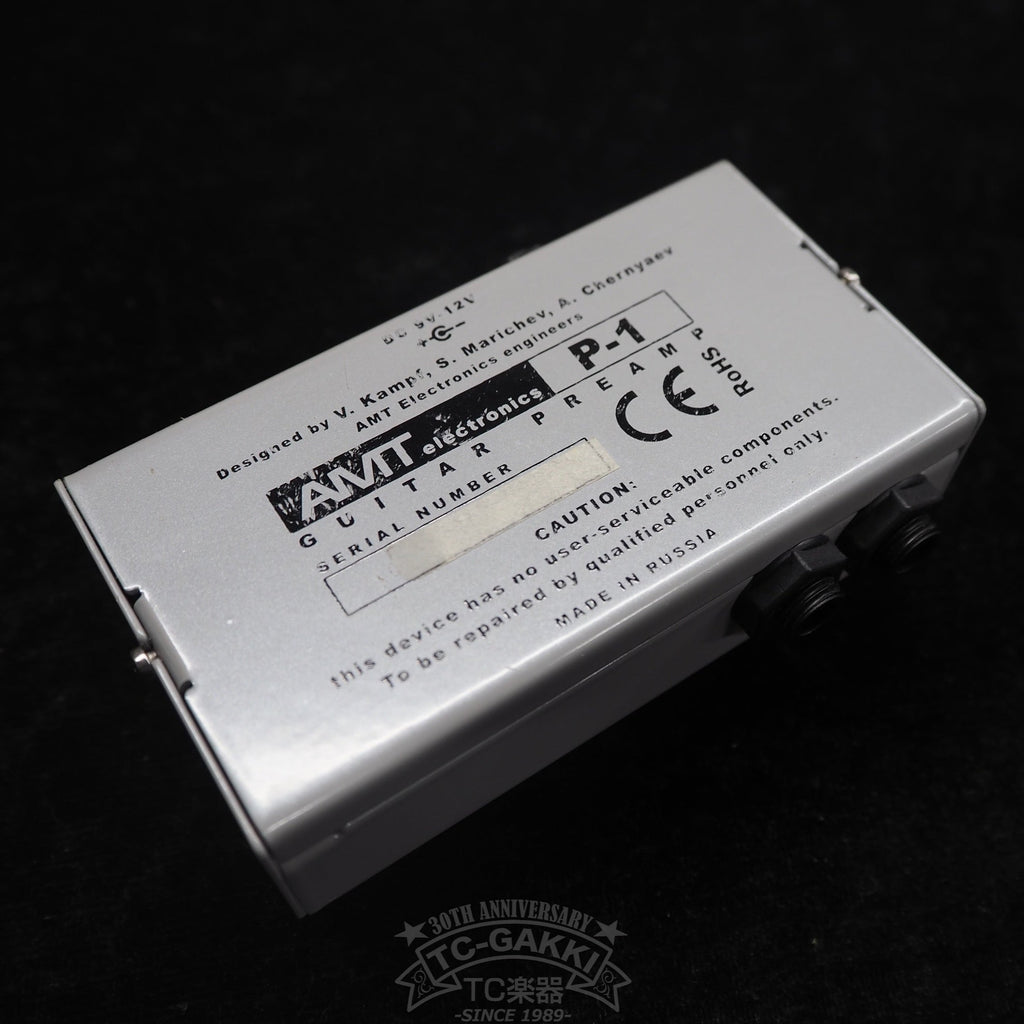 DC 9V-12V
Designed by V. Kampf, S. Marichev, A. Chernyaev
AMT Electronics engineers
AMT electronics P-1
GUITAR PREAMP
SERIAL NUMBER
CE RoHS
CAUTION:
this device has no user-serviceable components.
To be repaired by qualified personnel only.
MADE IN RUSSIA
30TH ANNIVERSARY
TC-GAKKI
TC楽器
-SINCE 1989-